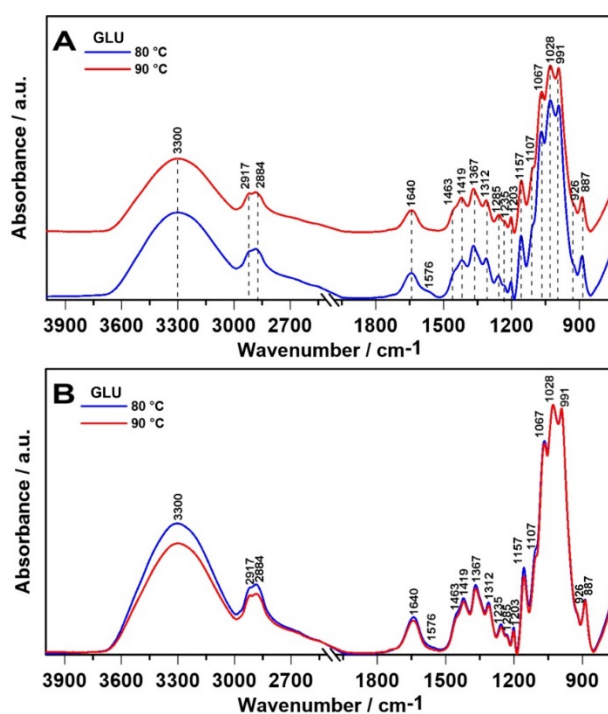 A
GLU
80 °C
90 °C
3300
2917
2884
1640
1576
1463
1419
1367
1312
1285
1235
1203
1157
1107
1067
1028
991
926
887
Absorbance / a.u.
3900 3600 3300 3000 2700 1800 1500 1200 900
Wavenumber / cm-1
B
GLU
80 °C
90 °C
3300
2917
2884
1640
1576
1463
1419
1367
1312
1235
1203
1157
1107
1067
1028
991
926
887
Absorbance / a.u.
3900 3600 3300 3000 2700 1800 1500 1200 900
Wavenumber / cm-1